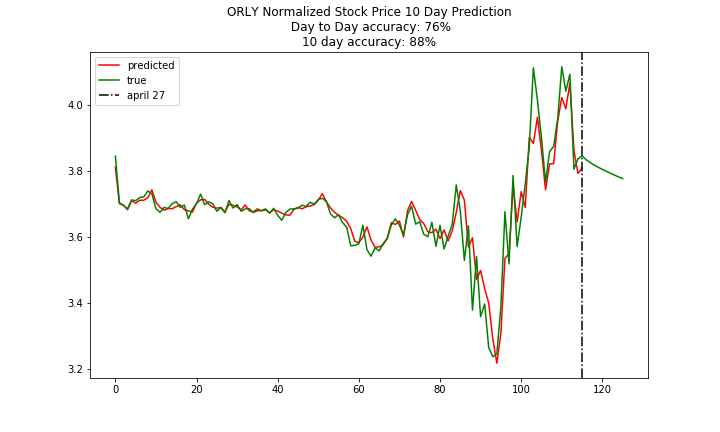 ORLY Normalized Stock Price 10 Day Prediction
Day to Day accuracy: 76%
10 day accuracy: 88%
predicted
true
april 27
4.0
3.8
3.6
3.4
3.2
0 20 40 60 80 100 120